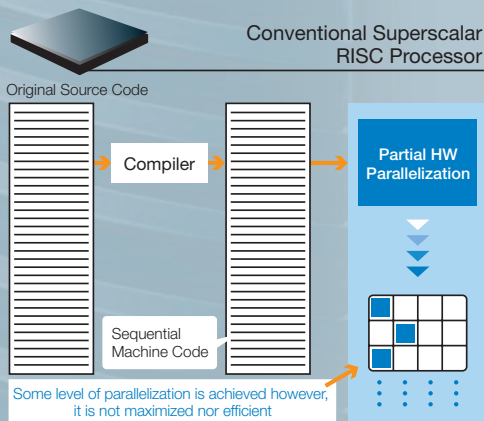 Conventional Superscalar
RISC Processor
Original Source Code
Compiler
Partial HW
Parallelization
Sequential
Machine Code
Some level of parallelization is achieved however,
it is not maximized nor efficient